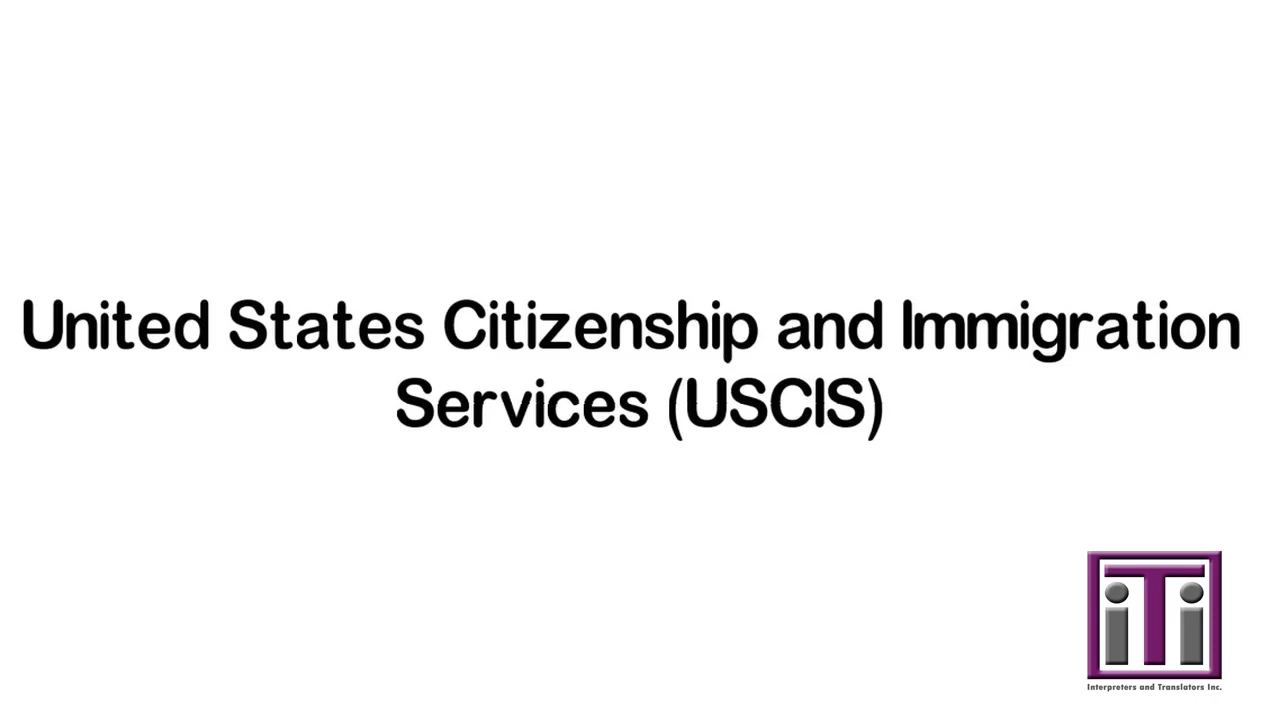 United States Citizenship and Immigration
Services (USCIS)
iTi
Interpreters and Translators Inc.